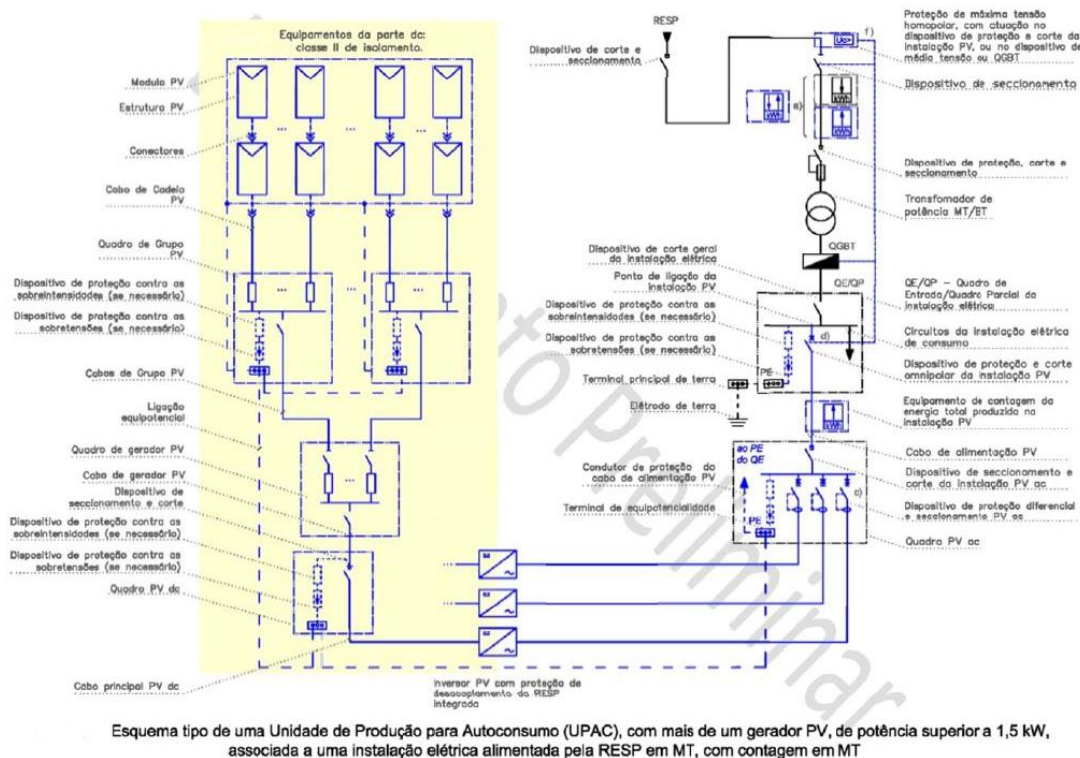 Equipamentos da parte dc:
classe II de isolamento.
Modulo PV
Estrutura PV
Conectores
Cabo de Cadeia
PV
Quadro de Grupo
PV
Dispositivo de proteção contra as
sobreintensidades (se necessário)
Dispositivo de proteção contra as
sobretensões (se necessário)
Cabos de Grupo PV
Ligação
equipotencial
Quadro de gerador PV
Cabo de gerador PV
Dispositivo de
seccionamento e corte
Dispositivo de proteção contra as
sobreintensidades (se necessário)
Dispositivo de proteção contra as
sobretensões (se necessário)
Quadro PV dc
Cabo principal PV dc
Inversor PV com proteção de
desacoplamento da RESP
integrada
RESP
Dispositivo de corte e
seccionamento
Uo>
f)
kWh
kWh
kWh
Proteção de máxima tensão
homopolar, com atuação no
dispositivo de proteção e corte da
instalação PV, ou no dispositivo de
média tensão ou QGBT
Dispositivo de seccionamento
Dispositivo de proteção, corte e
seccionamento
Transfomador de
potência MT/BT
QGBT
Dispositivo de corte geral
da instalação elétrica
Ponto de ligação da
instalação PV
QE/QP
Dispositivo de proteção contra as
sobreintensidades (se necessário)
Dispositivo de proteção contra as
sobretensões (se necessário)
d)
PE
Terminal principal de terra
Elétrodo de terra
QE/QP – Quadro de
Entrada/Quadro Parcial da
instalação elétrica
Circuitos da instalação elétrica
de consumo
Dispositivo de proteção e corte
omnipolar da instalação PV
Equipamento de contagem da
energia total produzida na
instalação PV
kWh
ao PE
do QE
Condutor de proteção do
cabo de alimentação PV
Terminal de equipotencialidade
PE
c)
Cabo de alimentação PV
Dispositivo de seccionamento e
corte da instalação PV ac
Dispositivo de proteção diferencial
e seccionamento PV ac
Quadro PV ac
Preliminar
Esquema tipo de uma Unidade de Produção para Autoconsumo (UPAC), com mais de um gerador PV, de potência superior a 1,5 kW,
associada a uma instalação elétrica alimentada pela RESP em MT, com contagem em MT